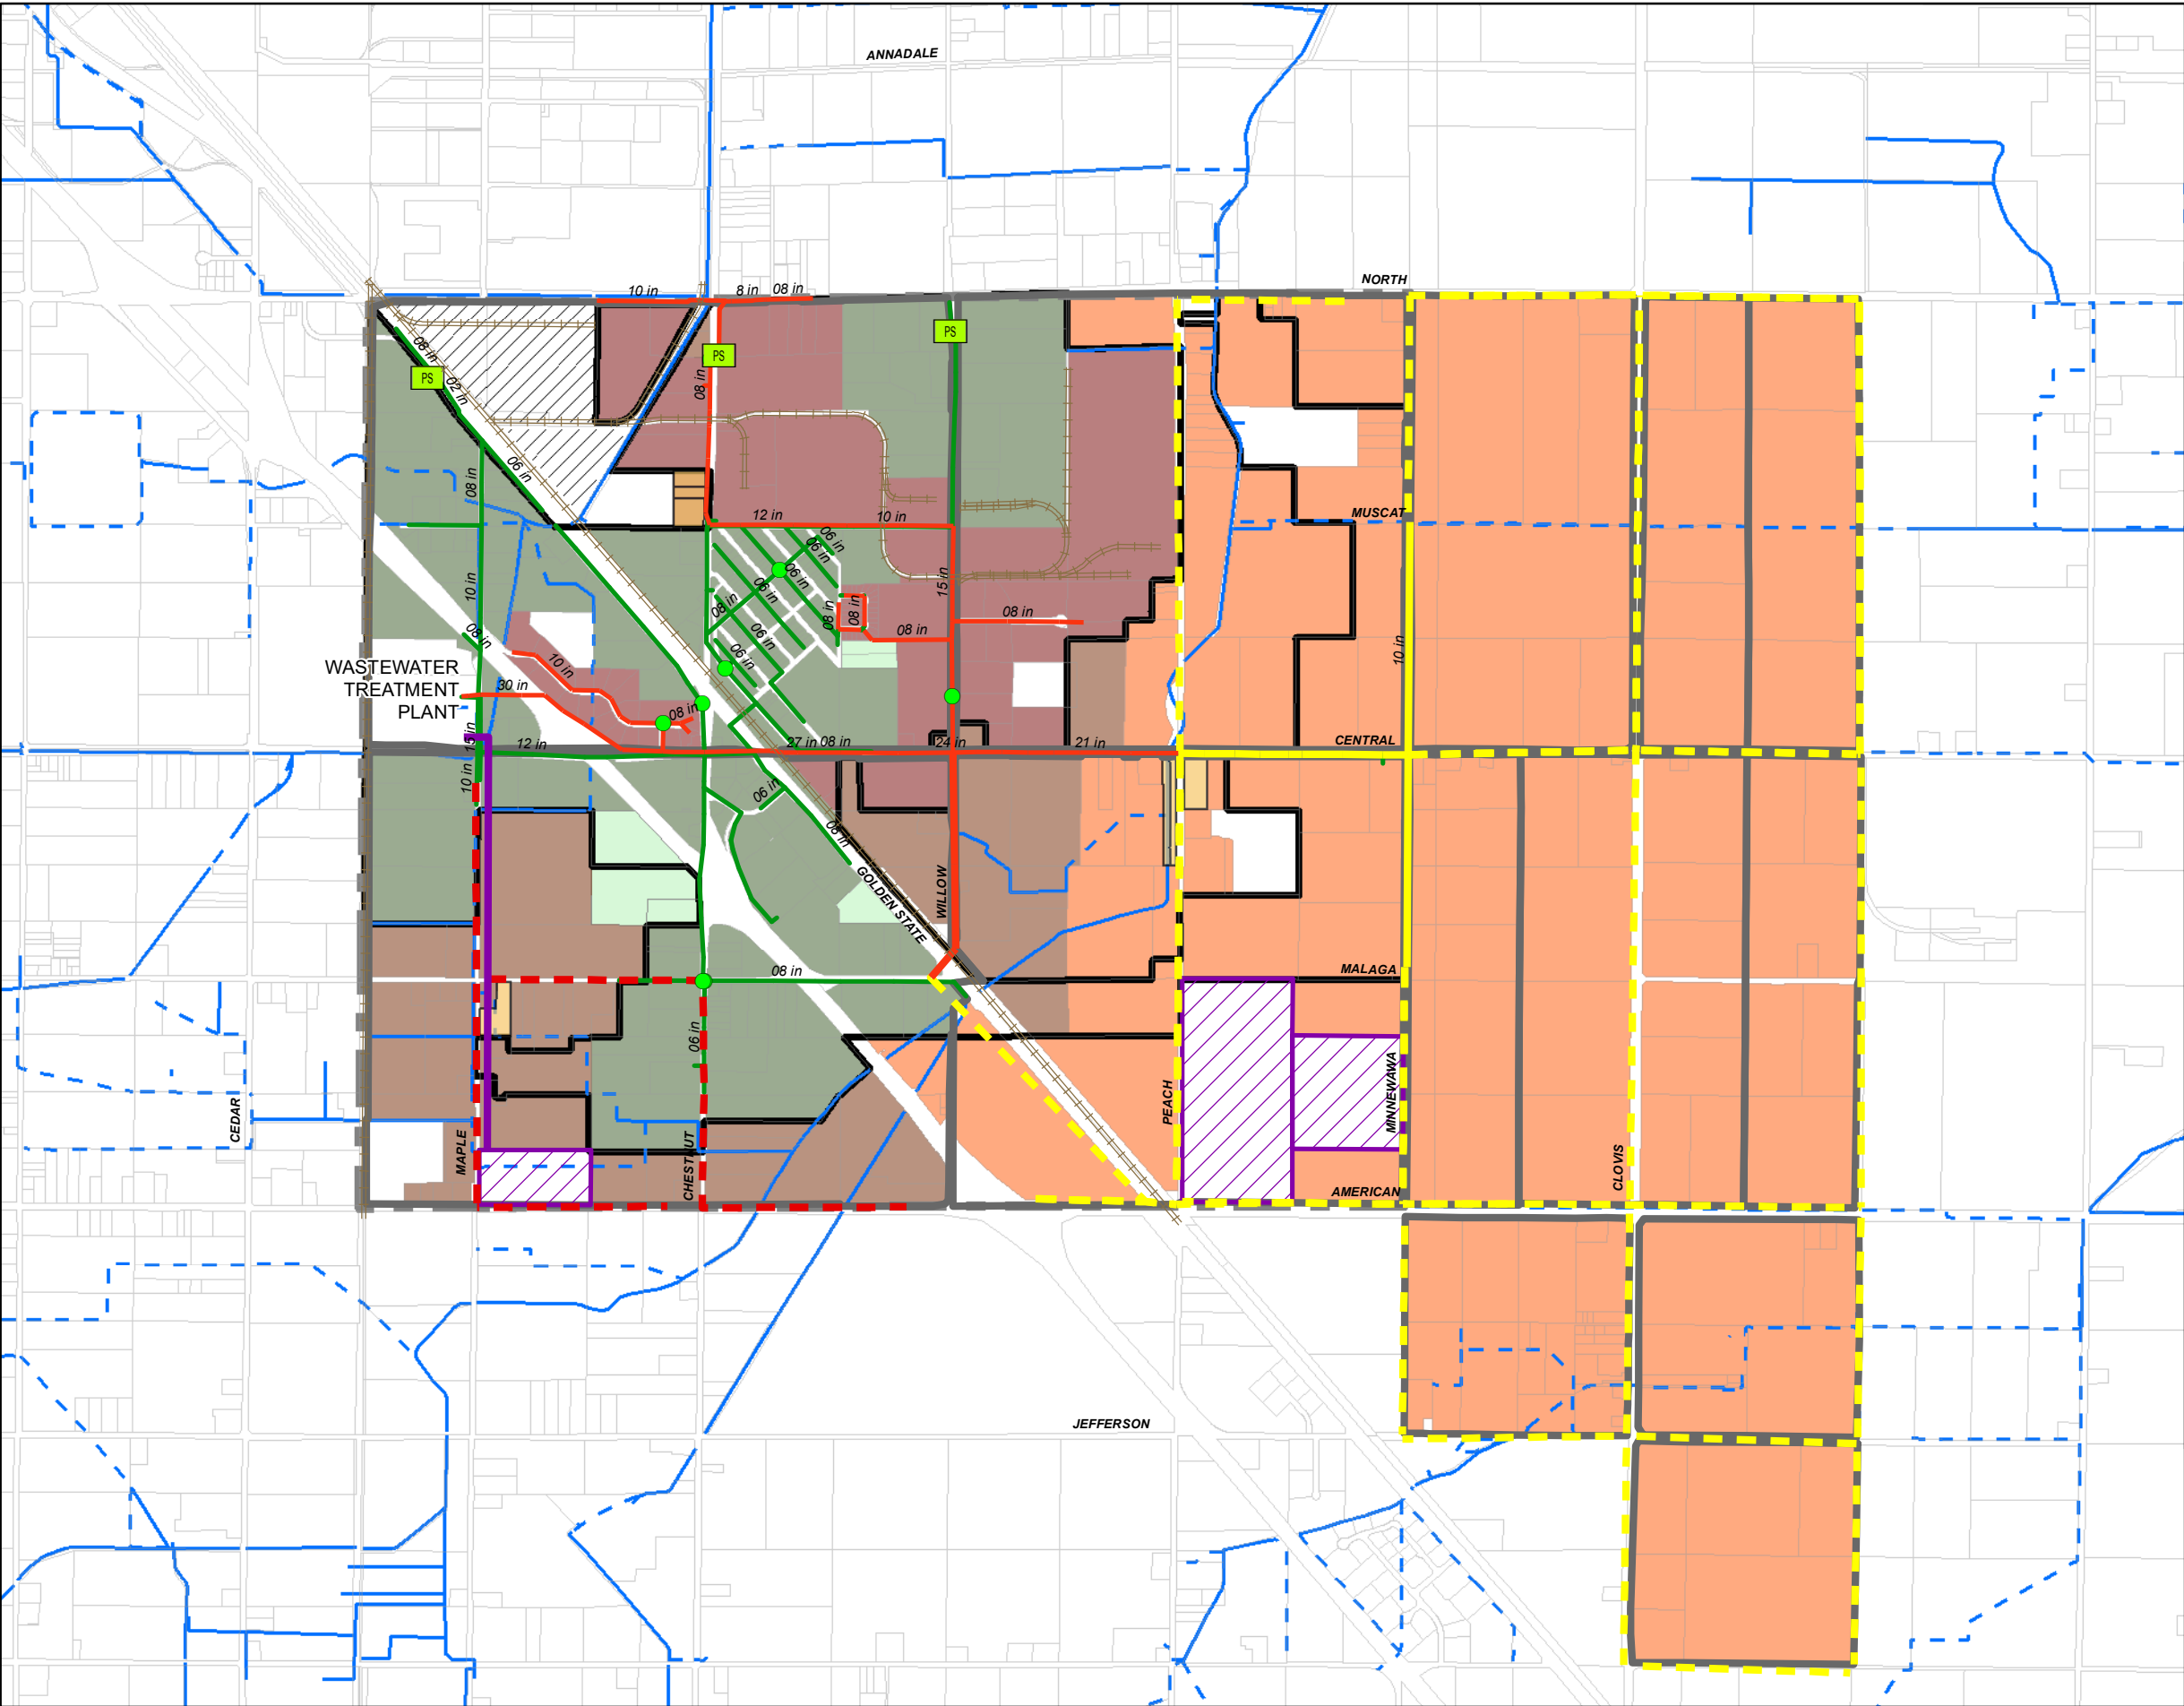 ANNADALE
NORTH
10 in
8 in
08 in
PS
PS
PS
08 in
02 in
08 in
06 in
08 in
MUSCAT
12 in
10 in
06 in
06 in
06 in
06 in
08 in
06 in
06 in
10 in
15 in
08 in
08 in
08 in
08 in
08 in
10 in
10 in
WASTEWATER
TREATMENT
PLANT
30 in
08 in
15 in
12 in
27 in
08 in
24 in
21 in
CENTRAL
10 in
06 in
08 in
GOLDEN STATE
WILLOW
MALAGA
08 in
06 in
CEDAR
MAPLE
CHESTNUT
PEACH
MINNEWAWA
CLOVIS
AMERICAN
JEFFERSON